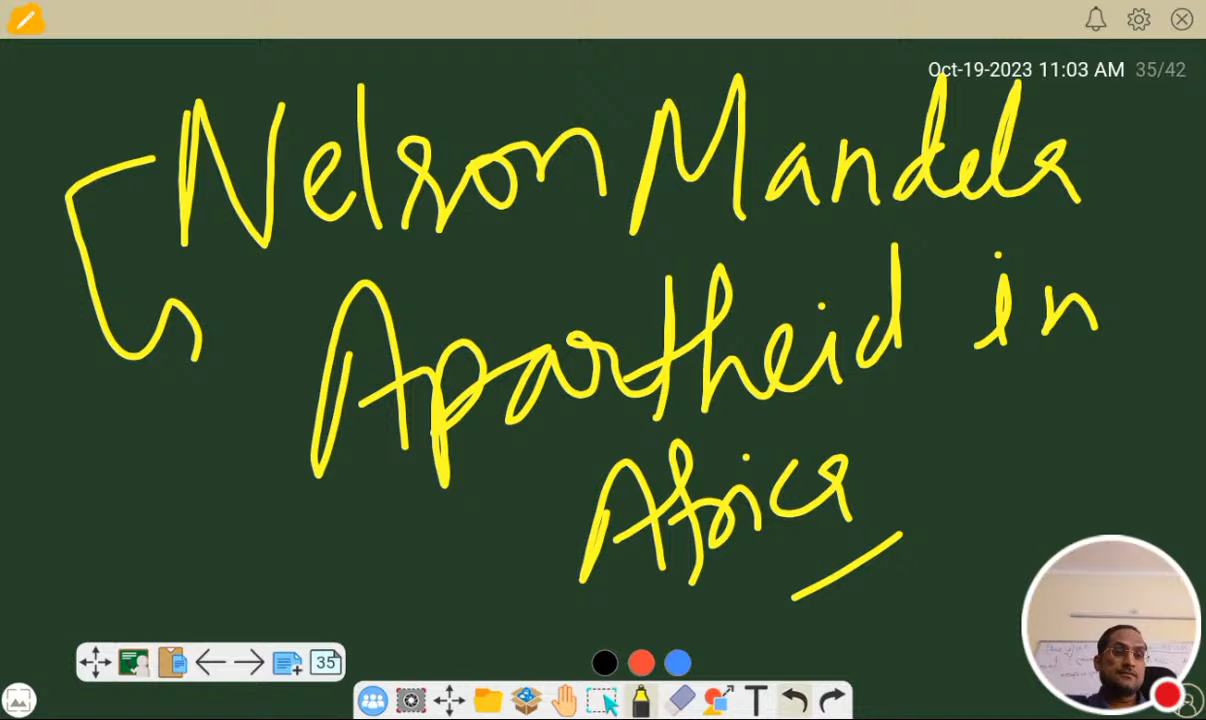 Oct-19-2023 11:03 AM 35/42
Nelson Mandela
Apartheid in
Africa
35
T